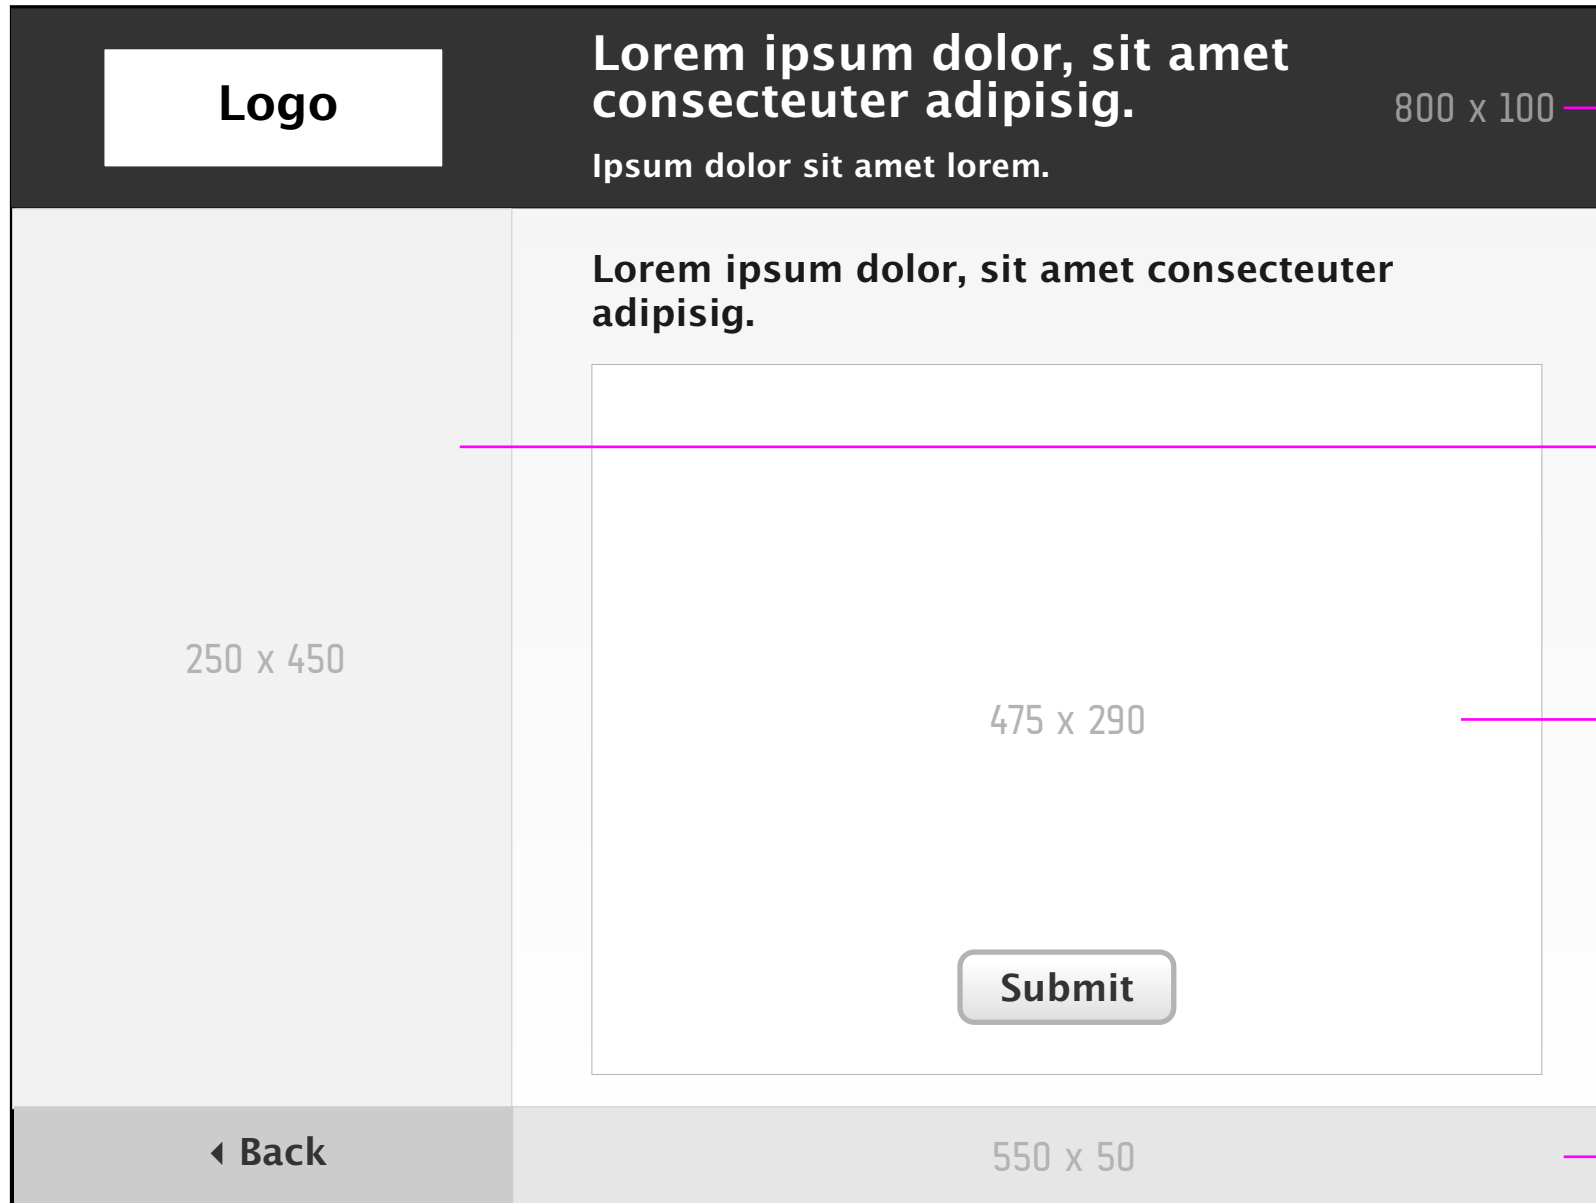 Logo
Lorem ipsum dolor, sit amet
consecteuter adipisig.
800 x 100
Ipsum dolor sit amet lorem.
Lorem ipsum dolor, sit amet consecteuter
adipisig.
250 x 450
475 x 290
Submit
Back
550 x 50